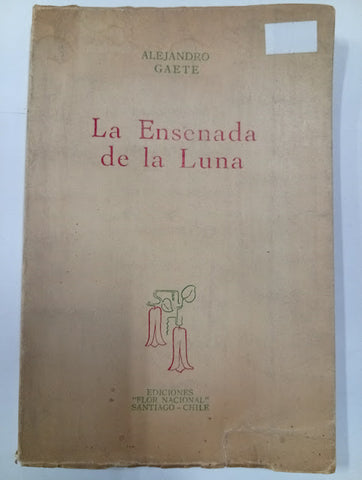 ALEJANDRO
GAETE
La Ensenada
de la Luna
EDICIONES
"FLOR NACIONAL"
SANTIAGO - CHILE